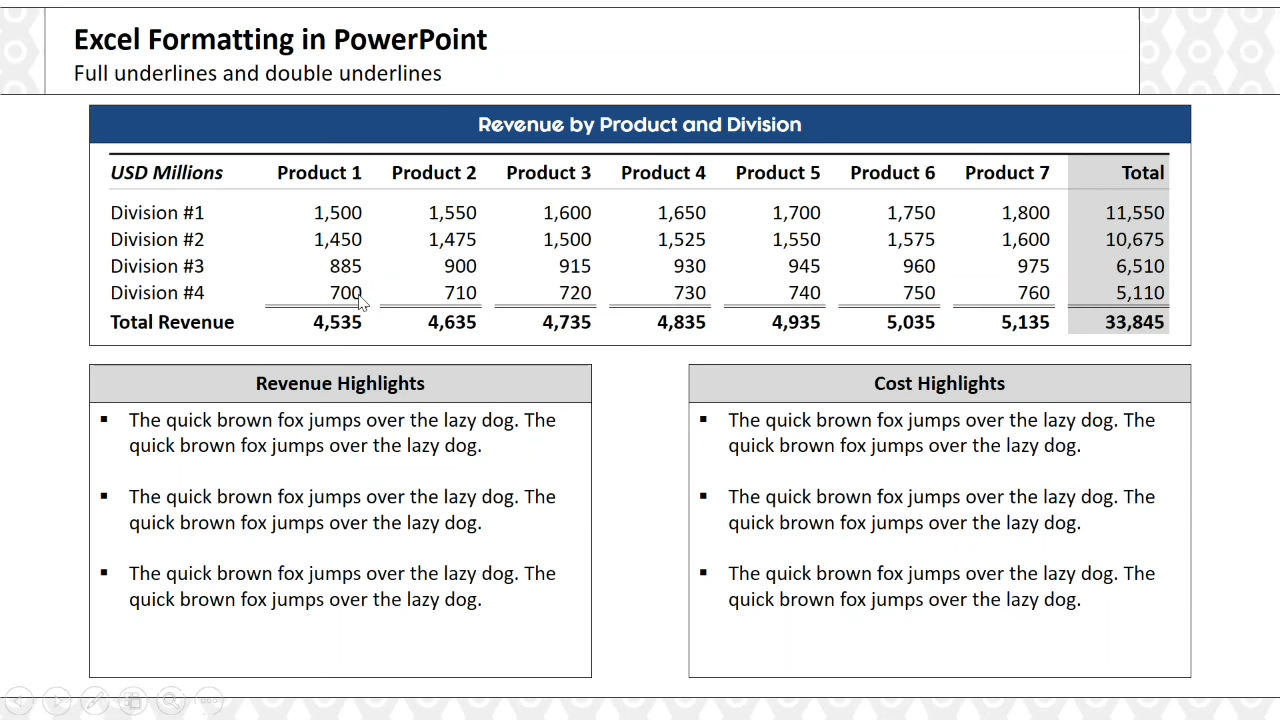 Excel Formatting in PowerPoint
Full underlines and double underlines
Revenue by Product and Division
USD Millions Product 1 Product 2 Product 3 Product 4 Product 5 Product 6 Product 7 Total
Division #1 1,500 1,550 1,600 1,650 1,700 1,750 1,800 11,550
Division #2 1,450 1,475 1,500 1,525 1,550 1,575 1,600 10,675
Division #3 885 900 915 930 945 960 975 6,510
Division #4 700 710 720 730 740 750 760 5,110
Total Revenue 4,535 4,635 4,735 4,835 4,935 5,035 5,135 33,845
Revenue Highlights
▪ The quick brown fox jumps over the lazy dog. The
quick brown fox jumps over the lazy dog.
▪ The quick brown fox jumps over the lazy dog. The
quick brown fox jumps over the lazy dog.
▪ The quick brown fox jumps over the lazy dog. The
quick brown fox jumps over the lazy dog.
Cost Highlights
▪ The quick brown fox jumps over the lazy dog. The
quick brown fox jumps over the lazy dog.
▪ The quick brown fox jumps over the lazy dog. The
quick brown fox jumps over the lazy dog.
▪ The quick brown fox jumps over the lazy dog. The
quick brown fox jumps over the lazy dog.